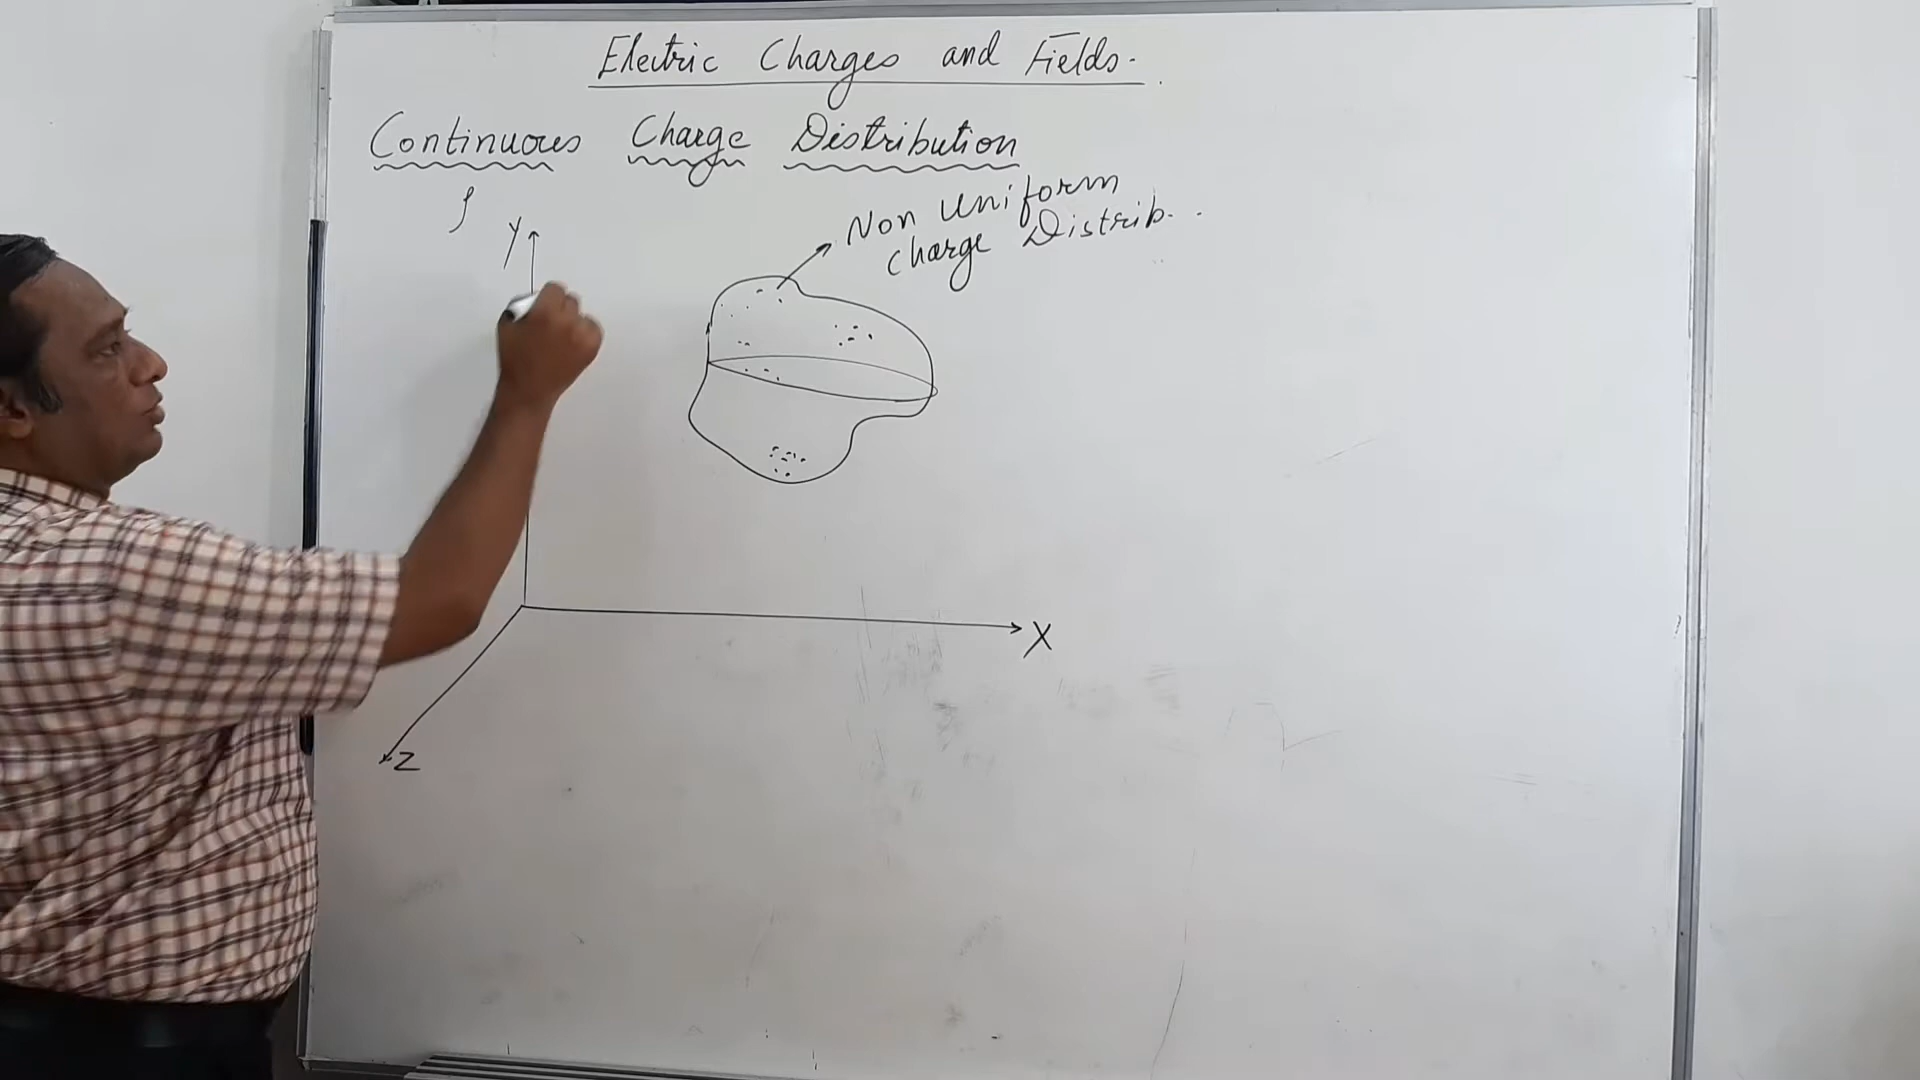 Electric Charges and Fields.
Continuous Charge Distribution
ρ
Y
Non uniform
charge Distrib..
X
Z